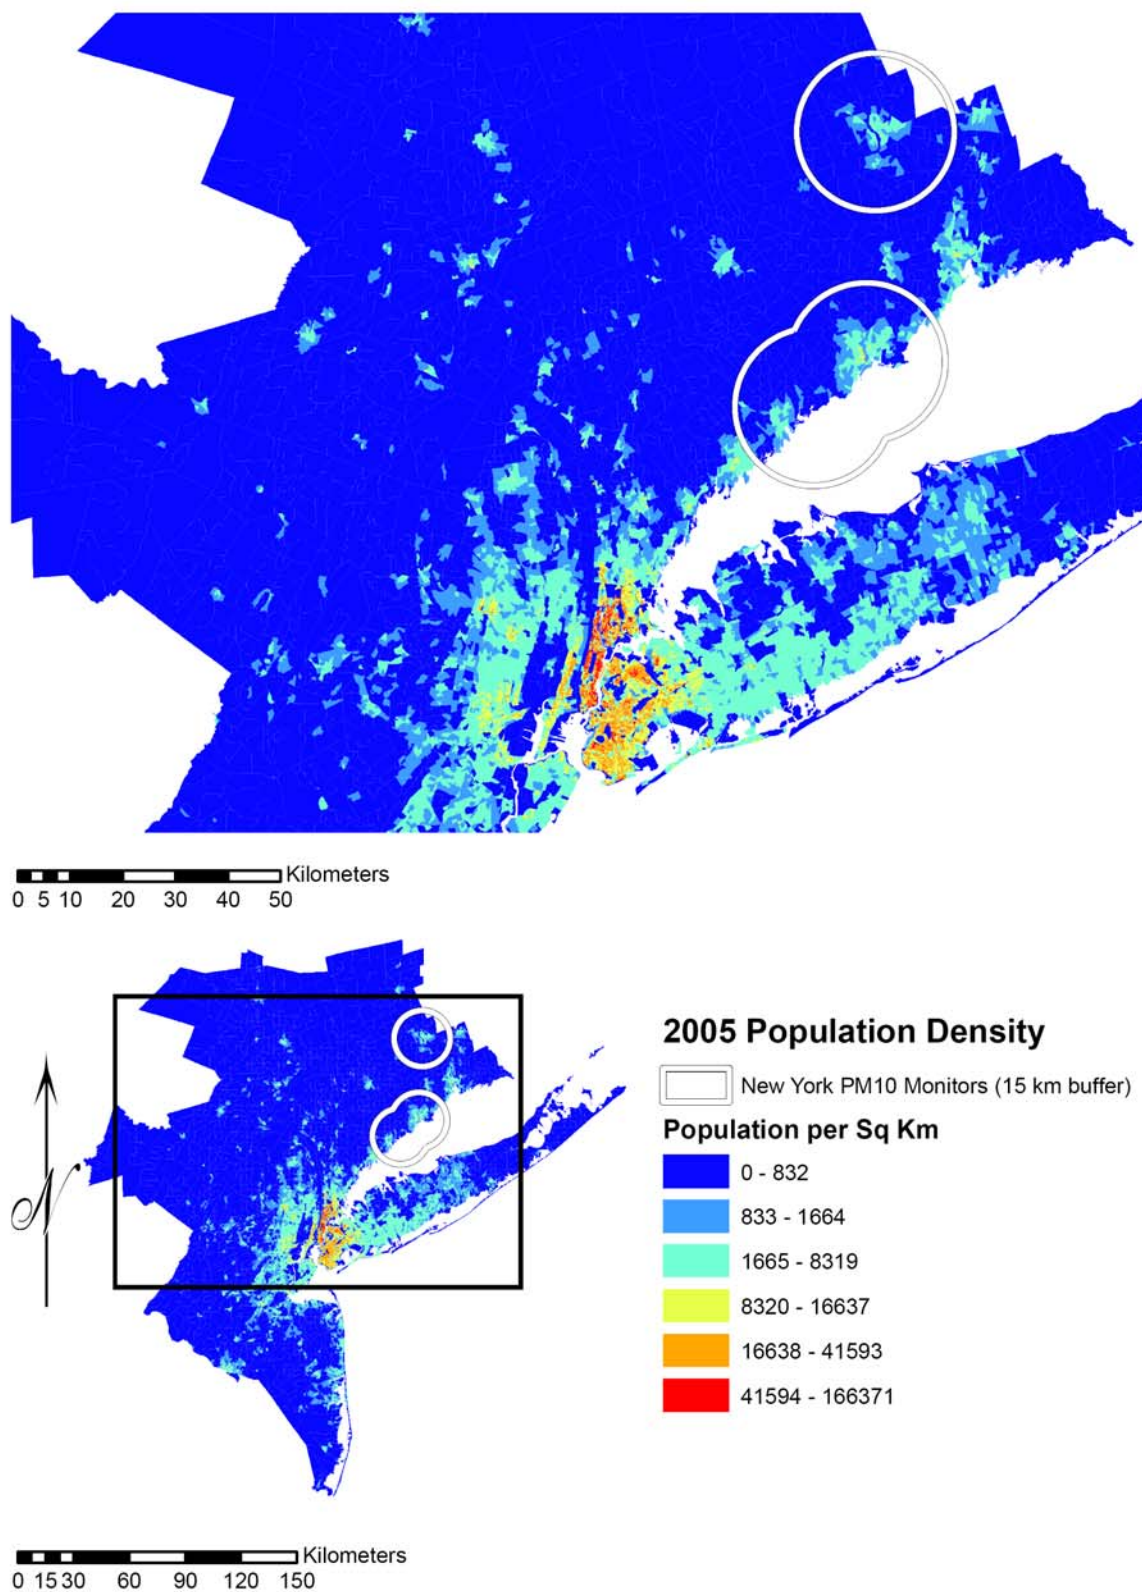 Kilometers
0 5 10 20 30 40 50
N
2005 Population Density
New York PM10 Monitors (15 km buffer)
Population per Sq Km
0 - 832
833 - 1664
1665 - 8319
8320 - 16637
16638 - 41593
41594 - 166371
Kilometers
0 15 30 60 90 120 150